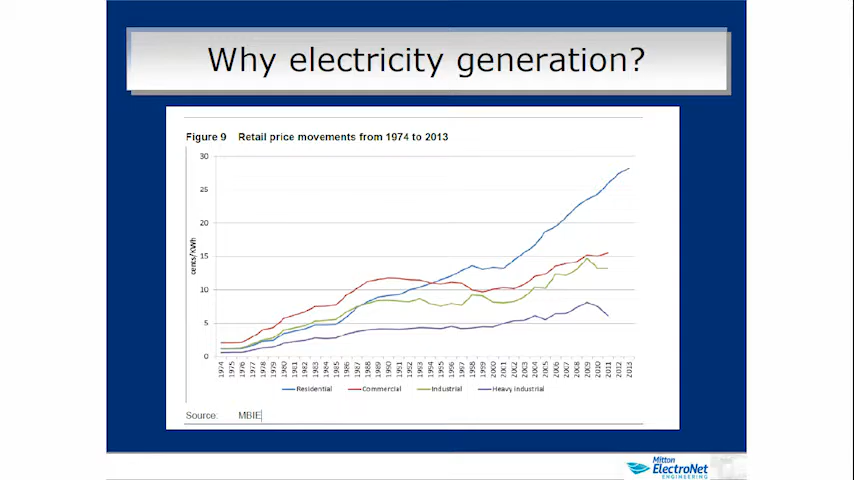 Why electricity generation?
Figure 9 Retail price movements from 1974 to 2013
30
25
20
15
10
5
0
cents/KWh
1974 1975 1976 1977 1978 1979 1980 1981 1982 1983 1984 1985 1986 1987 1988 1989 1990 1991 1992 1993 1994 1995 1996 1997 1998 1999 2000 2001 2002 2003 2004 2005 2006 2007 2008 2009 2010 2011 2012 2013
Residential Commercial Industrial Heavy industrial
Source: MBIE
Mitton
ElectroNet
ENGINEERING